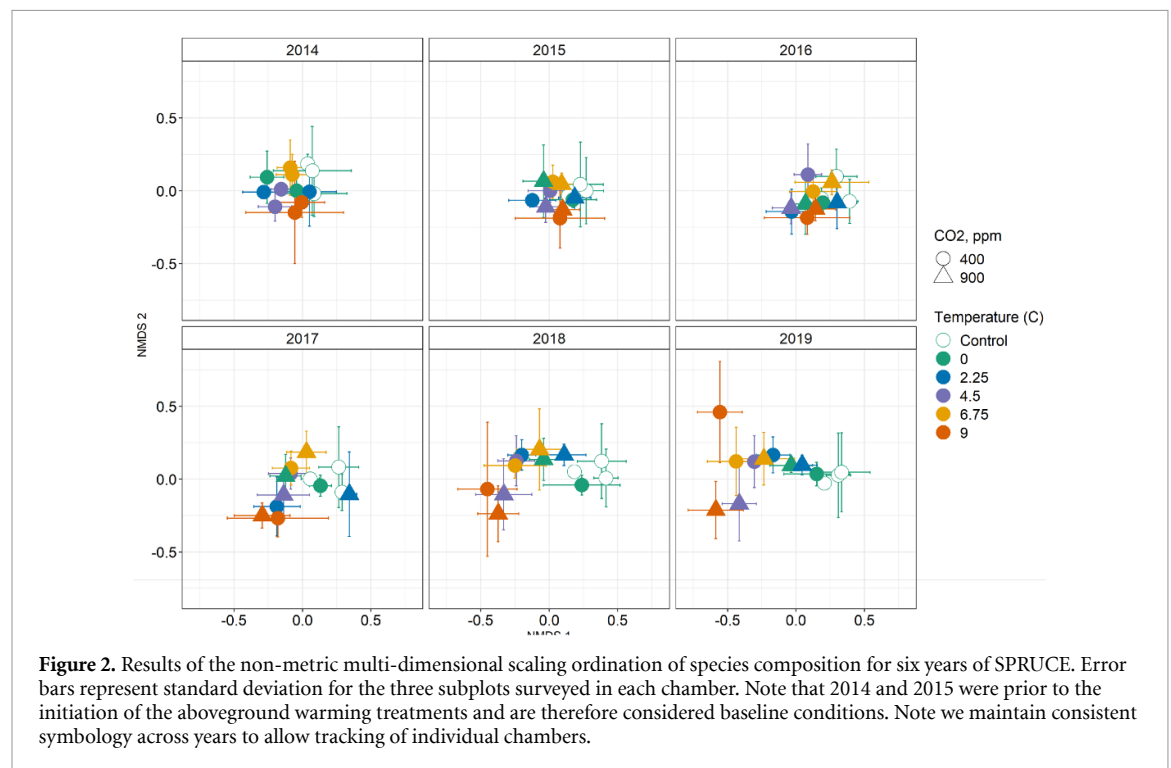 2014
2015
2016
0.5
0.0
-0.5
CO2, ppm
400
900
Temperature (C)
Control
0
2.25
4.5
6.75
9
NMDS 2
2017
2018
2019
0.5
0.0
-0.5
-0.5 0.0 0.5
-0.5 0.0 0.5
-0.5 0.0 0.5
NMDS 1
Figure 2. Results of the non-metric multi-dimensional scaling ordination of species composition for six years of SPRUCE. Error
bars represent standard deviation for the three subplots surveyed in each chamber. Note that 2014 and 2015 were prior to the
initiation of the aboveground warming treatments and are therefore considered baseline conditions. Note we maintain consistent
symbology across years to allow tracking of individual chambers.